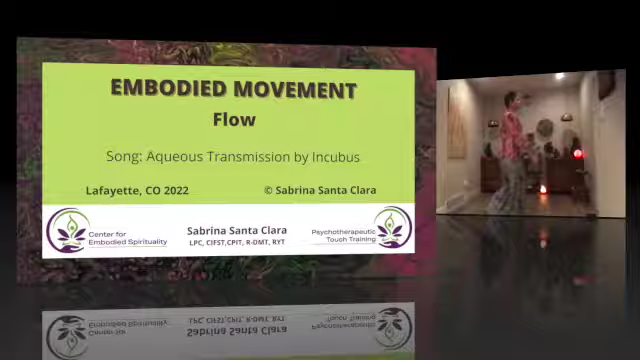 EMBODIED MOVEMENT
Flow
Song: Aqueous Transmission by Incubus
Lafayette, CO 2022 © Sabrina Santa Clara
Center for
Embodied Spirituality
Sabrina Santa Clara
LPC, CIFST,CPIT, R-DMT, RYT
Psychotherapeutic
Touch Training